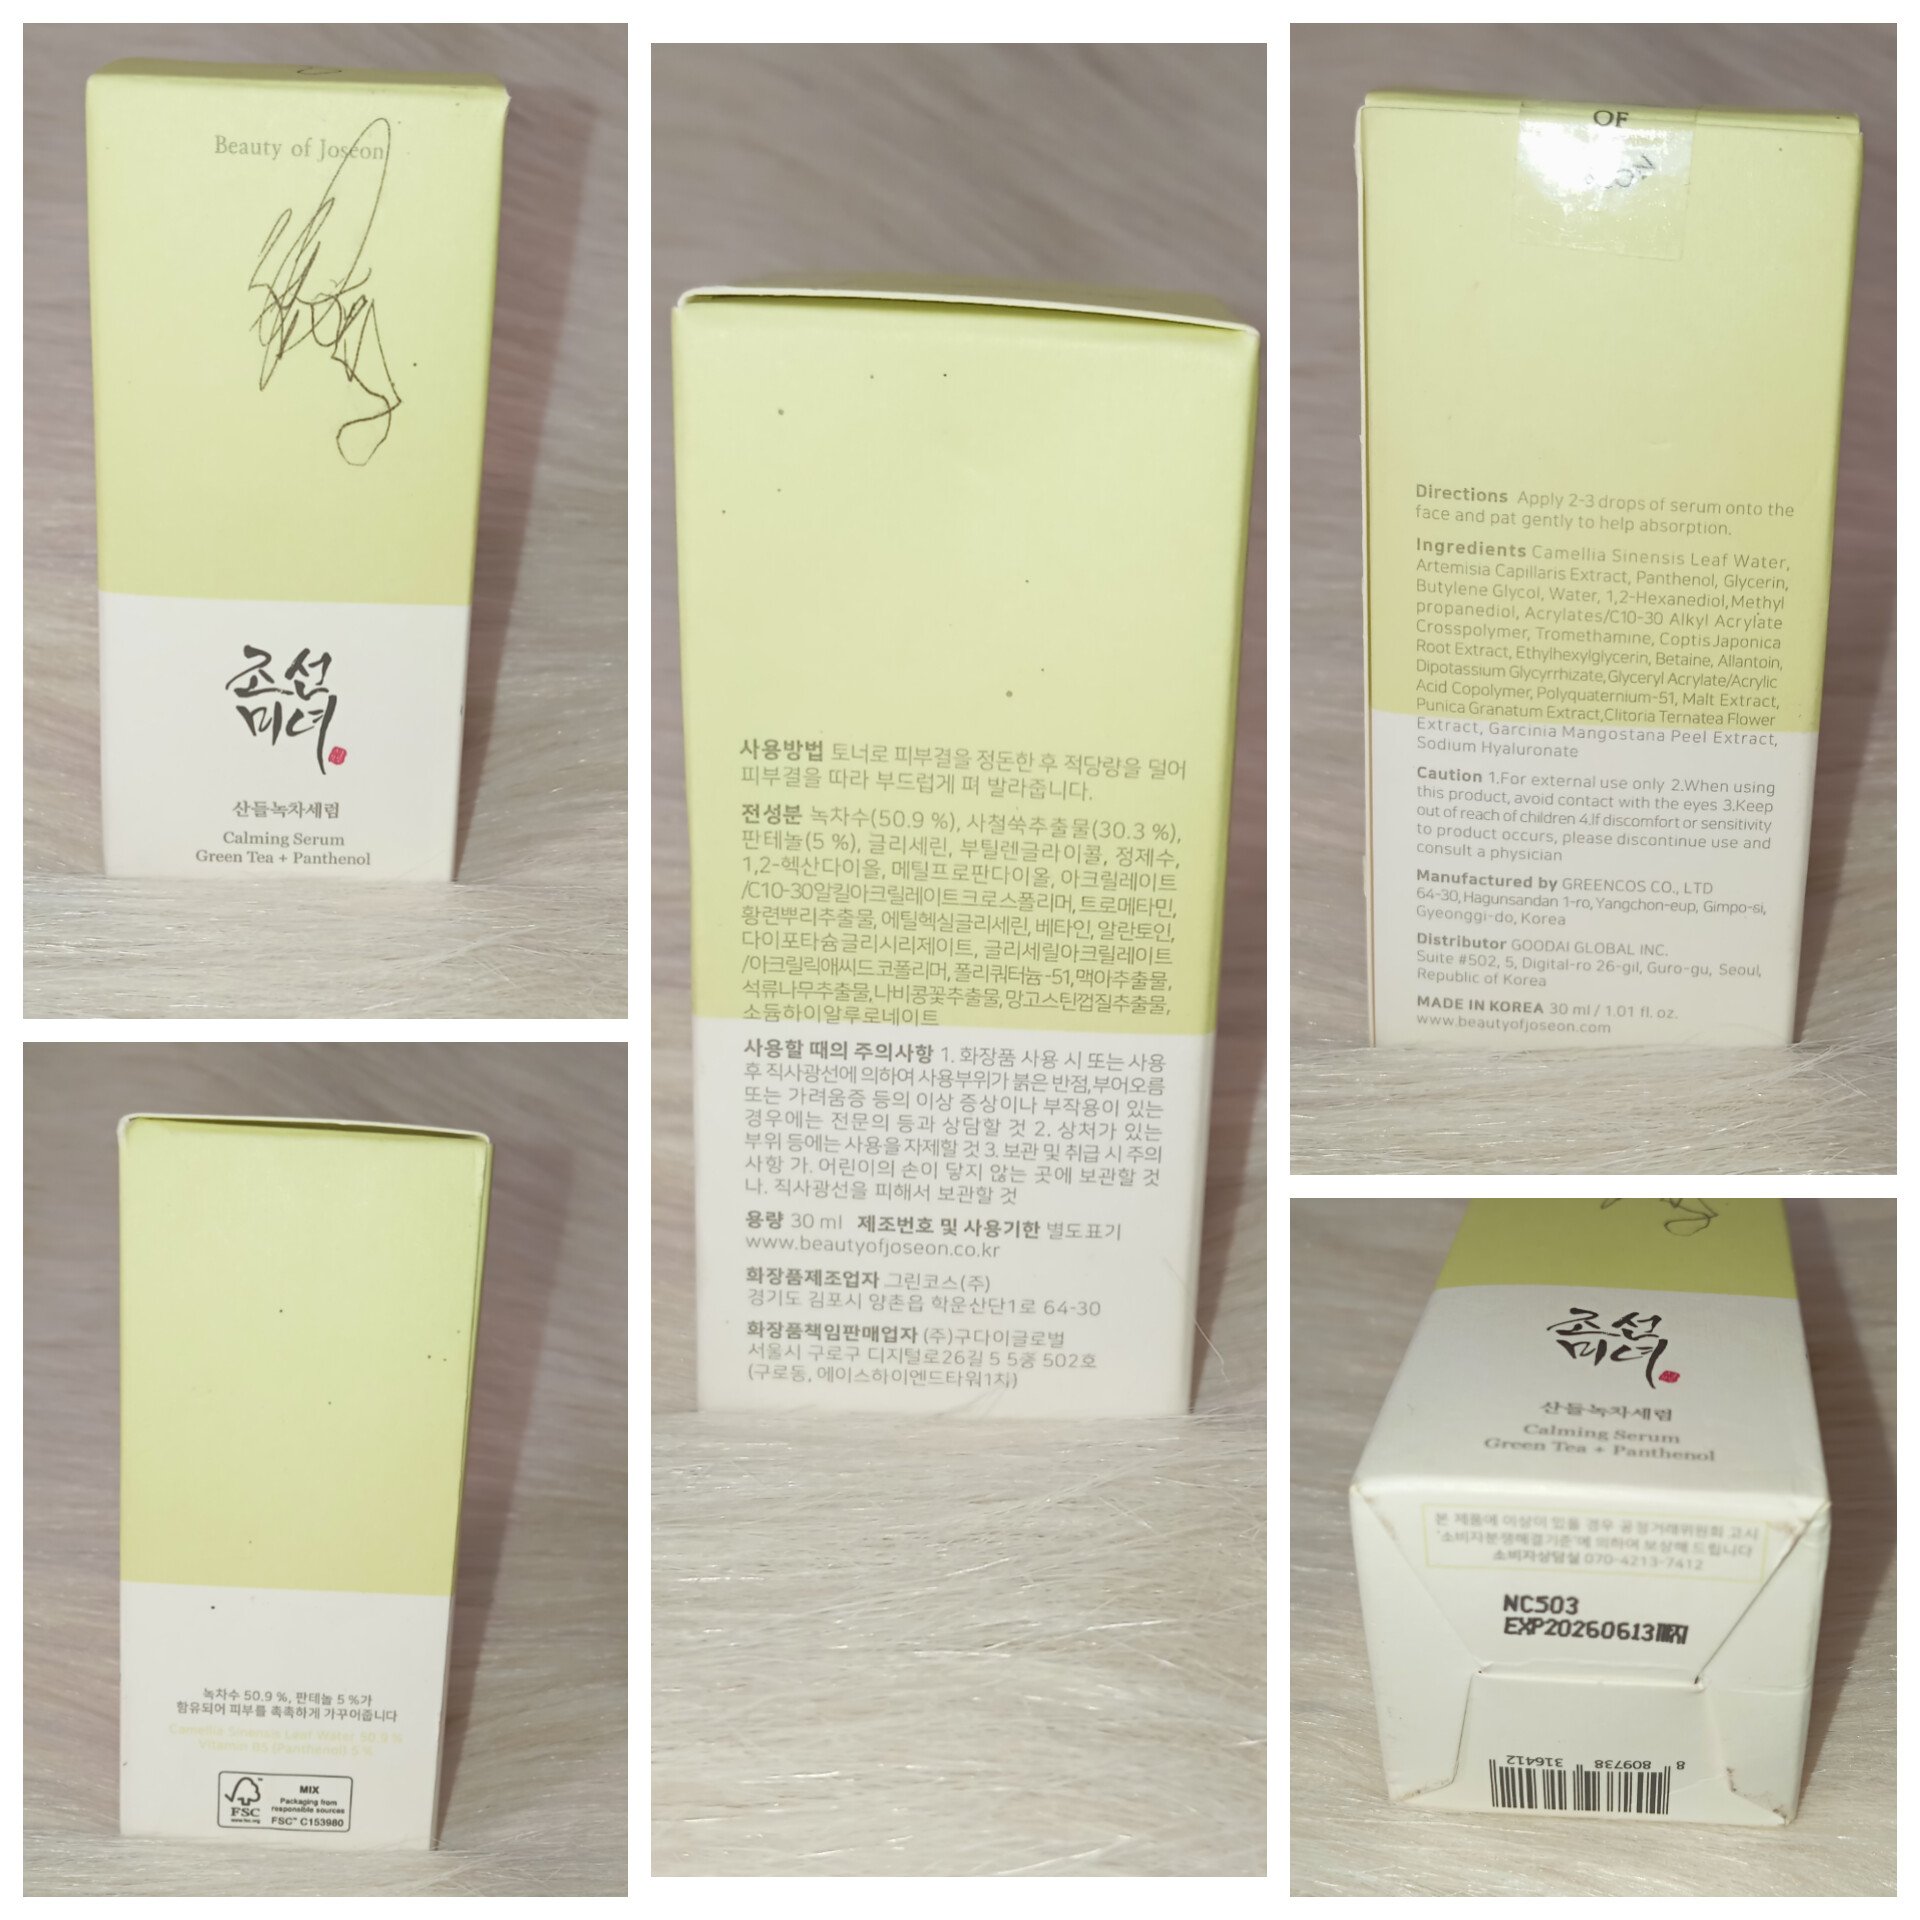 Beauty of Joseon
조선
미녀
산들녹차세럼
Calming Serum
Green Tea + Panthenol
녹차수 50.9 %, 판테놀 5 %가
함유되어 피부를 촉촉하게 가꾸어줍니다
Camellia Sinensis Leaf Water 50.9 %
Vitamin B5 (Panthenol) 5 %
FSC
www.fsc.org
MIX
Packaging from
responsible sources
FSC™ C153980
사용방법 토너로 피부결을 정돈한 후 적당량을 덜어
피부결을 따라 부드럽게 펴 발라줍니다.
전성분 녹차수(50.9 %), 사철쑥추출물(30.3 %),
판테놀(5 %), 글리세린, 부틸렌글라이콜, 정제수,
1,2-헥산다이올, 메틸프로판다이올, 아크릴레이트
/C10-30알킬아크릴레이트크로스폴리머, 트로메타민,
황련뿌리추출물, 에틸헥실글리세린, 베타인, 알란토인,
다이포타슘글리시리제이트, 글리세릴아크릴레이트
/아크릴릭애씨드코폴리머, 폴리쿼터늄-51, 맥아추출물,
석류나무추출물, 나비콩꽃추출물, 망고스틴껍질추출물,
소듐하이알루로네이트
사용할 때의 주의사항 1. 화장품 사용 시 또는 사용
후 직사광선에 의하여 사용부위가 붉은 반점, 부어오름
또는 가려움증 등의 이상 증상이나 부작용이 있는
경우에는 전문의 등과 상담할 것 2. 상처가 있는
부위 등에는 사용을 자제할 것 3. 보관 및 취급 시 주의
사항 가. 어린이의 손이 닿지 않는 곳에 보관할 것
나. 직사광선을 피해서 보관할 것
용량 30 ml 제조번호 및 사용기한 별도표기
www.beautyofjoseon.co.kr
화장품제조업자 그린코스(주)
경기도 김포시 양촌읍 학운산단1로 64-30
화장품책임판매업자 (주)구다이글로벌
서울시 구로구 디지털로26길 5 5층 502호
(구로동, 에이스하이엔드타워1차)
OF
Directions Apply 2-3 drops of serum onto the
face and pat gently to help absorption.
Ingredients Camellia Sinensis Leaf Water,
Artemisia Capillaris Extract, Panthenol, Glycerin,
Butylene Glycol, Water, 1,2-Hexanediol, Methyl
propanediol, Acrylates/C10-30 Alkyl Acrylate
Crosspolymer, Tromethamine, Coptis Japonica
Root Extract, Ethylhexylglycerin, Betaine, Allantoin,
Dipotassium Glycyrrhizate, Glyceryl Acrylate/Acrylic
Acid Copolymer, Polyquaternium-51, Malt Extract,
Punica Granatum Extract,Clitoria Ternatea Flower
Extract, Garcinia Mangostana Peel Extract,
Sodium Hyaluronate
Caution 1.For external use only 2.When using
this product, avoid contact with the eyes 3.Keep
out of reach of children 4.If discomfort or sensitivity
to product occurs, please discontinue use and
consult a physician
Manufactured by GREENCOS CO., LTD
64-30, Hagunsandan 1-ro, Yangchon-eup, Gimpo-si,
Gyeonggi-do, Korea
Distributor GOODAI GLOBAL INC.
Suite #502, 5, Digital-ro 26-gil, Guro-gu, Seoul,
Republic of Korea
MADE IN KOREA 30 ml / 1.01 fl. oz.
www.beautyofjoseon.com
조선
미녀
산들녹차세럼
Calming Serum
Green Tea + Panthenol
본 제품에 이상이 있을 경우 공정거래위원회 고시
'소비자분쟁해결기준'에 의하여 보상해 드립니다
소비자상담실 070-4213-7412
NC503
EXP20260613까지
8 809738 316412